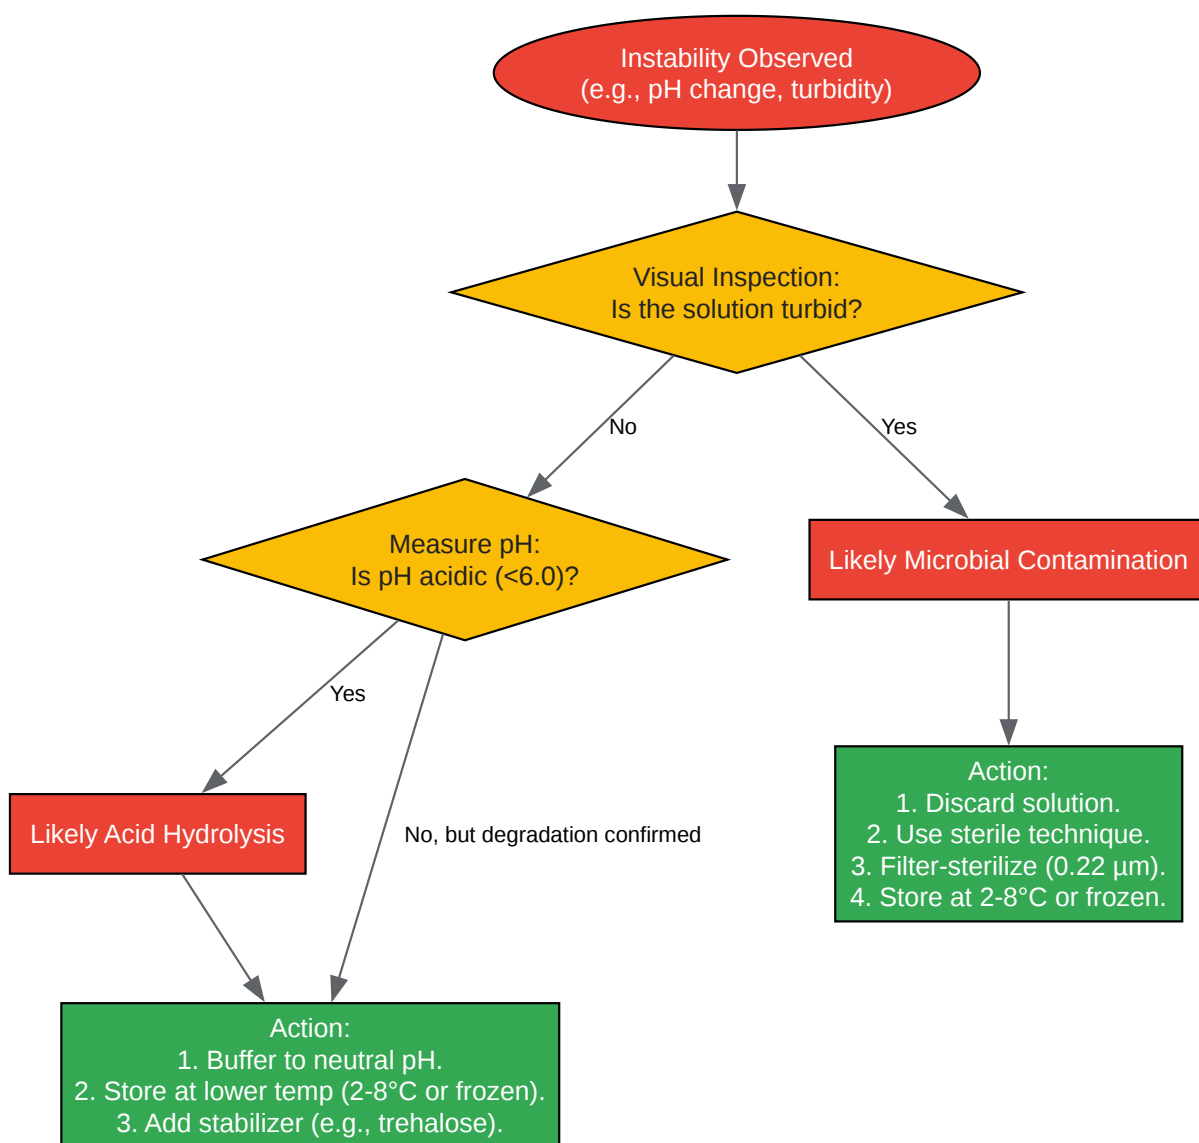 Instability Observed
(e.g., pH change, turbidity)
Visual Inspection:
Is the solution turbid?
No
Yes
Measure pH:
Is pH acidic (<6.0)?
Likely Microbial Contamination
Yes
Likely Acid Hydrolysis
No, but degradation confirmed
Action:
1. Discard solution.
2. Use sterile technique.
3. Filter-sterilize (0.22 µm).
4. Store at 2-8°C or frozen.
Action:
1. Buffer to neutral pH.
2. Store at lower temp (2-8°C or frozen).
3. Add stabilizer (e.g., trehalose).